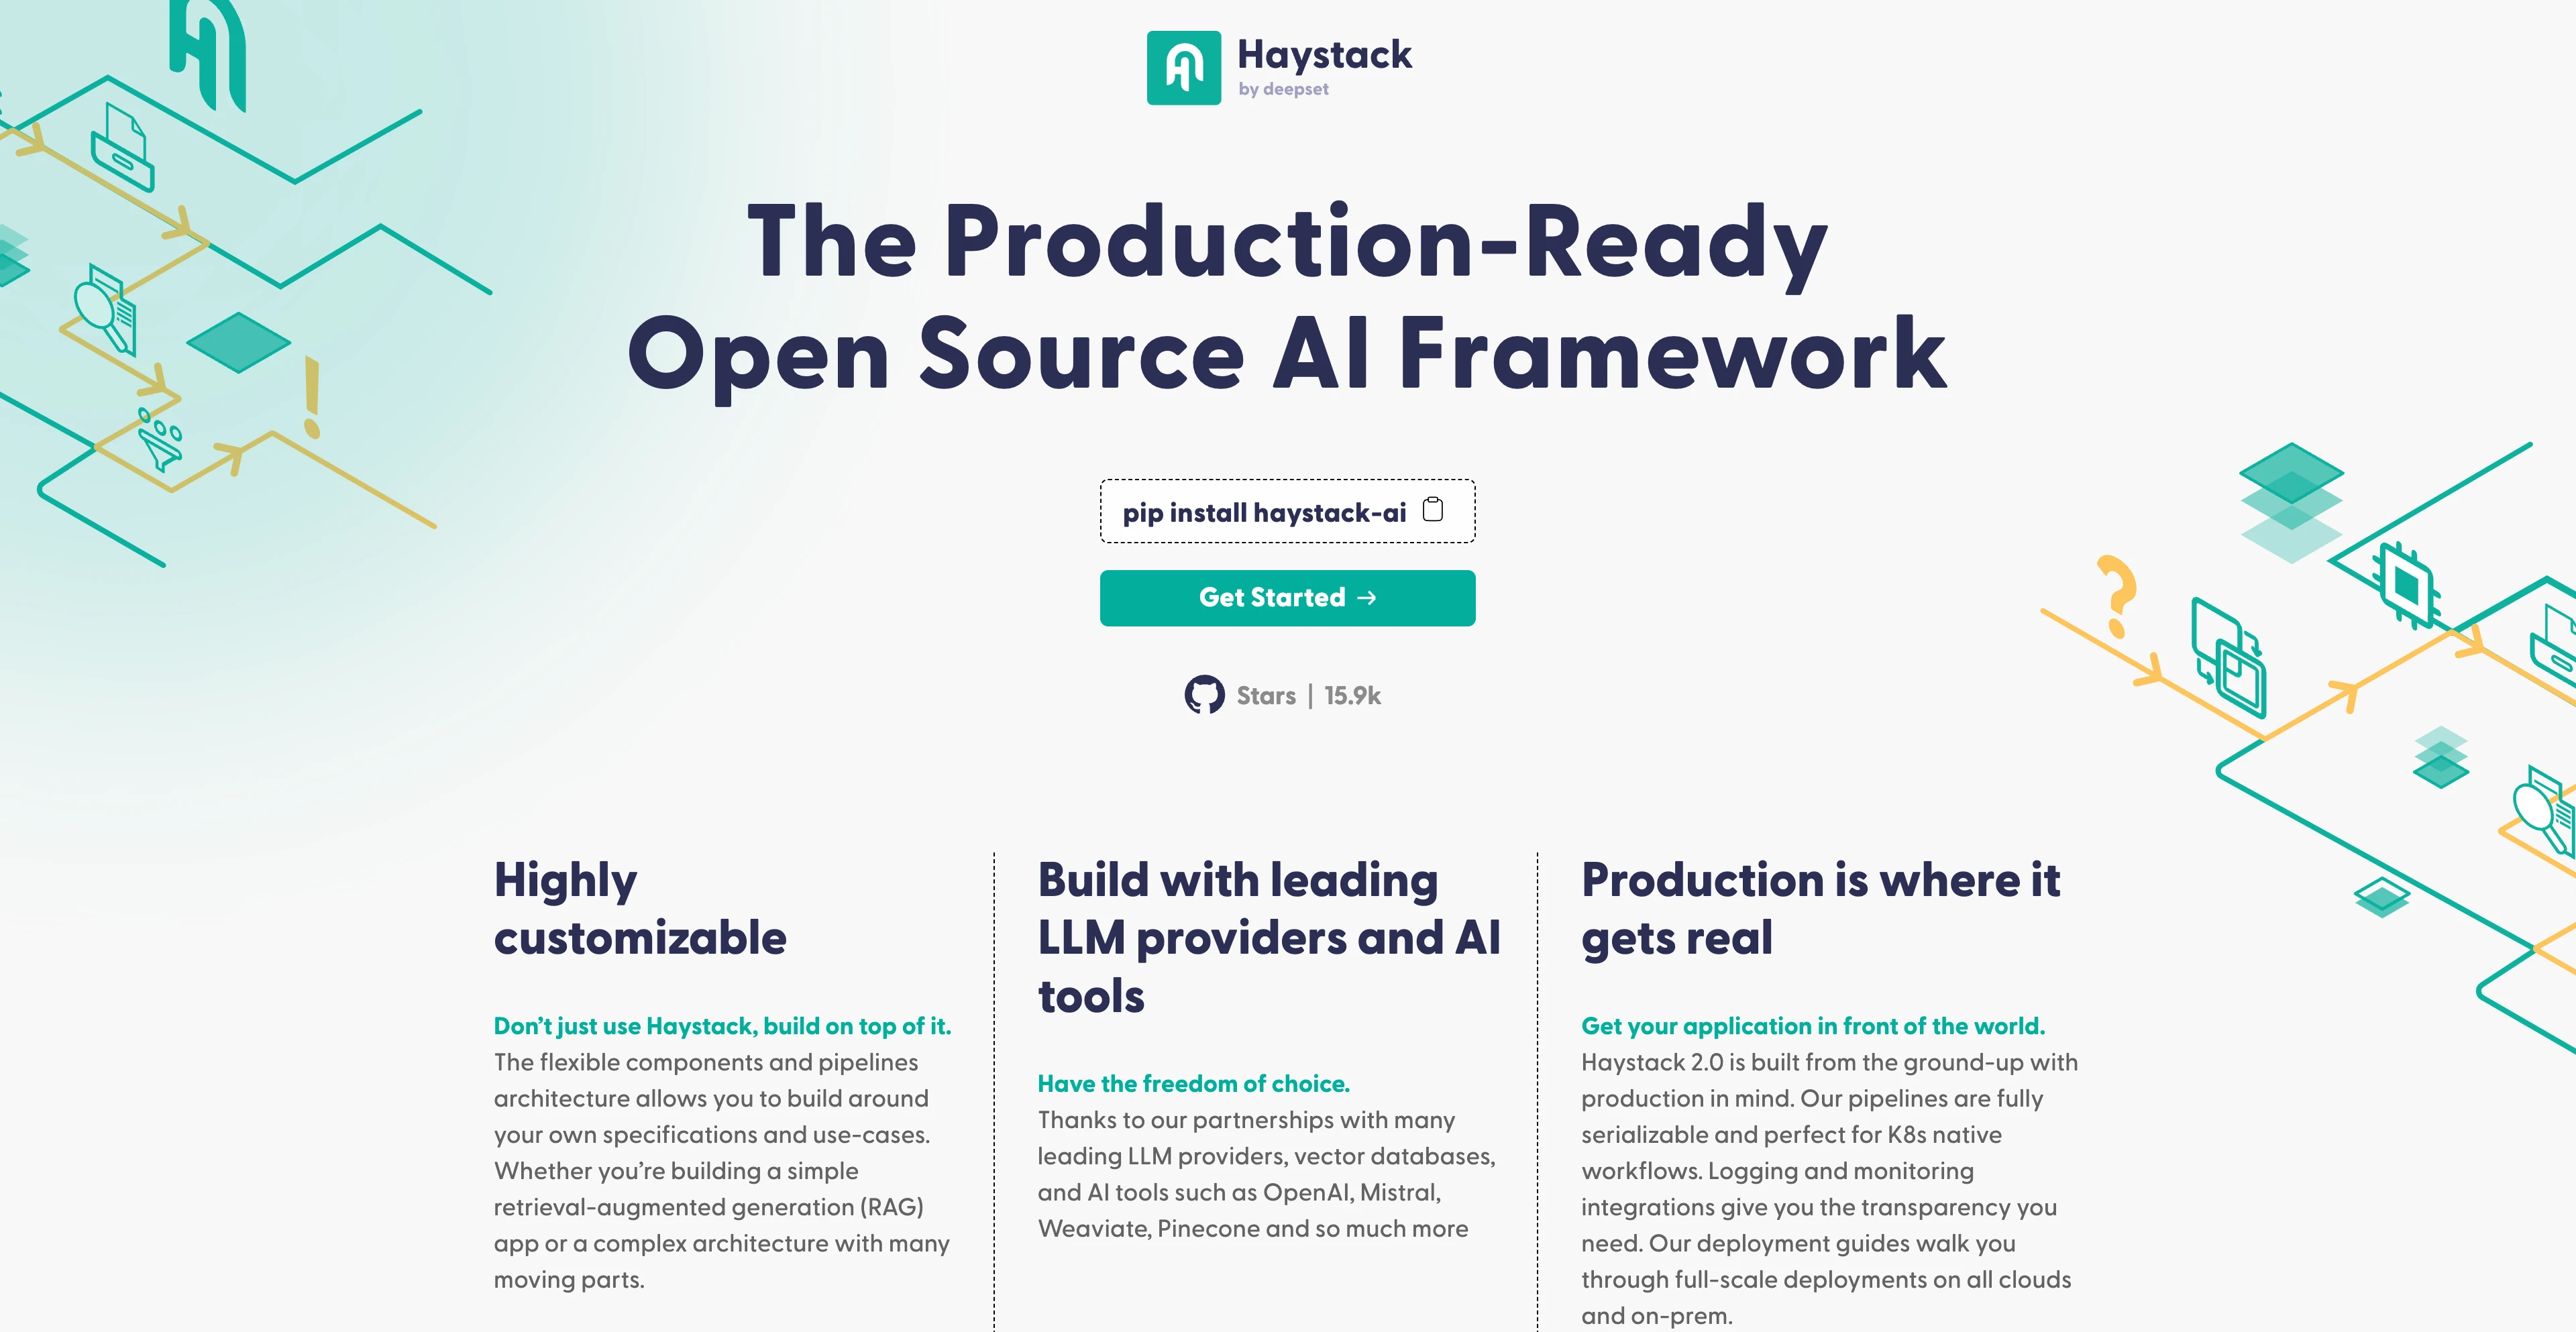 Haystack
by deepset
The Production-Ready
Open Source AI Framework
pip install haystack-ai
Get Started →
Stars | 15.9k
Highly
customizable
Don’t just use Haystack, build on top of it.
The flexible components and pipelines
architecture allows you to build around
your own specifications and use-cases.
Whether you’re building a simple
retrieval-augmented generation (RAG)
app or a complex architecture with many
moving parts.
Build with leading
LLM providers and AI
tools
Have the freedom of choice.
Thanks to our partnerships with many
leading LLM providers, vector databases,
and AI tools such as OpenAI, Mistral,
Weaviate, Pinecone and so much more
Production is where it
gets real
Get your application in front of the world.
Haystack 2.0 is built from the ground-up with
production in mind. Our pipelines are fully
serializable and perfect for K8s native
workflows. Logging and monitoring
integrations give you the transparency you
need. Our deployment guides walk you
through full-scale deployments on all clouds
and on-prem.